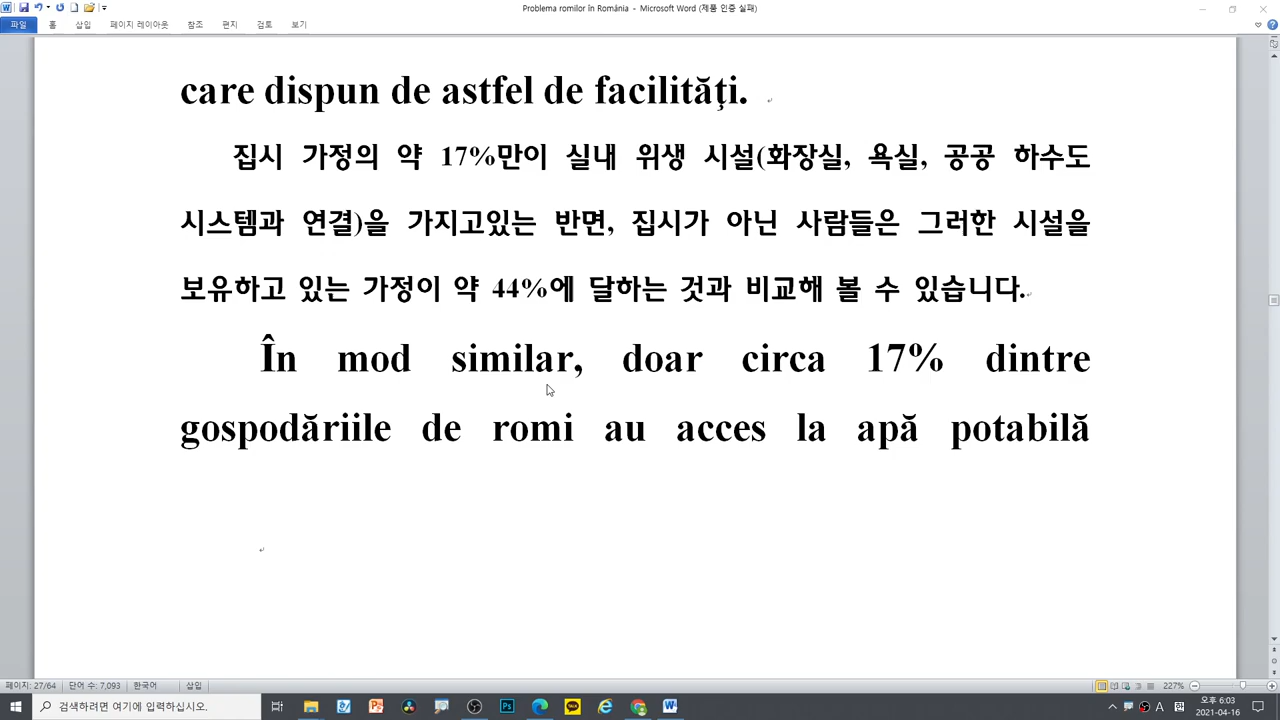 Problema romilor în România - Microsoft Word (제품 인증 실패)
파일 홈 삽입 페이지 레이아웃 참조 편지 검토 보기
care dispun de astfel de facilităţi.
집시 가정의 약 17%만이 실내 위생 시설(화장실, 욕실, 공공 하수도
시스템과 연결)을 가지고있는 반면, 집시가 아닌 사람들은 그러한 시설을
보유하고 있는 가정이 약 44%에 달하는 것과 비교해 볼 수 있습니다.
În mod similar, doar circa 17% dintre
gospodăriile de romi au acces la apă potabilă
페이지: 27/64 단어 수: 7,093 한국어 삽입 227%
검색하려면 여기에 입력하십시오. A 오후 6:03
2021-04-16